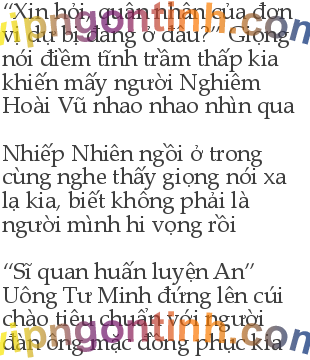 “Xin hỏi, quân nhân của đơn
vị dự bị đang ở đâu?” Giọng
nói điềm tĩnh trầm thấp kia
khiến mấy người Nghiêm
Hoài Vũ nhao nhao nhìn qua
Nhiếp Nhiên ngồi ở trong
cùng nghe thấy giọng nói xa
lạ kia, biết không phải là
người mình hi vọng rồi
“Sĩ quan huấn luyện An”
Uông Tư Minh đứng lên cúi
chào tiêu chuẩn với người
đàn ông mặc đồng phục kia
vipngontinh.com
vipngontinh.com